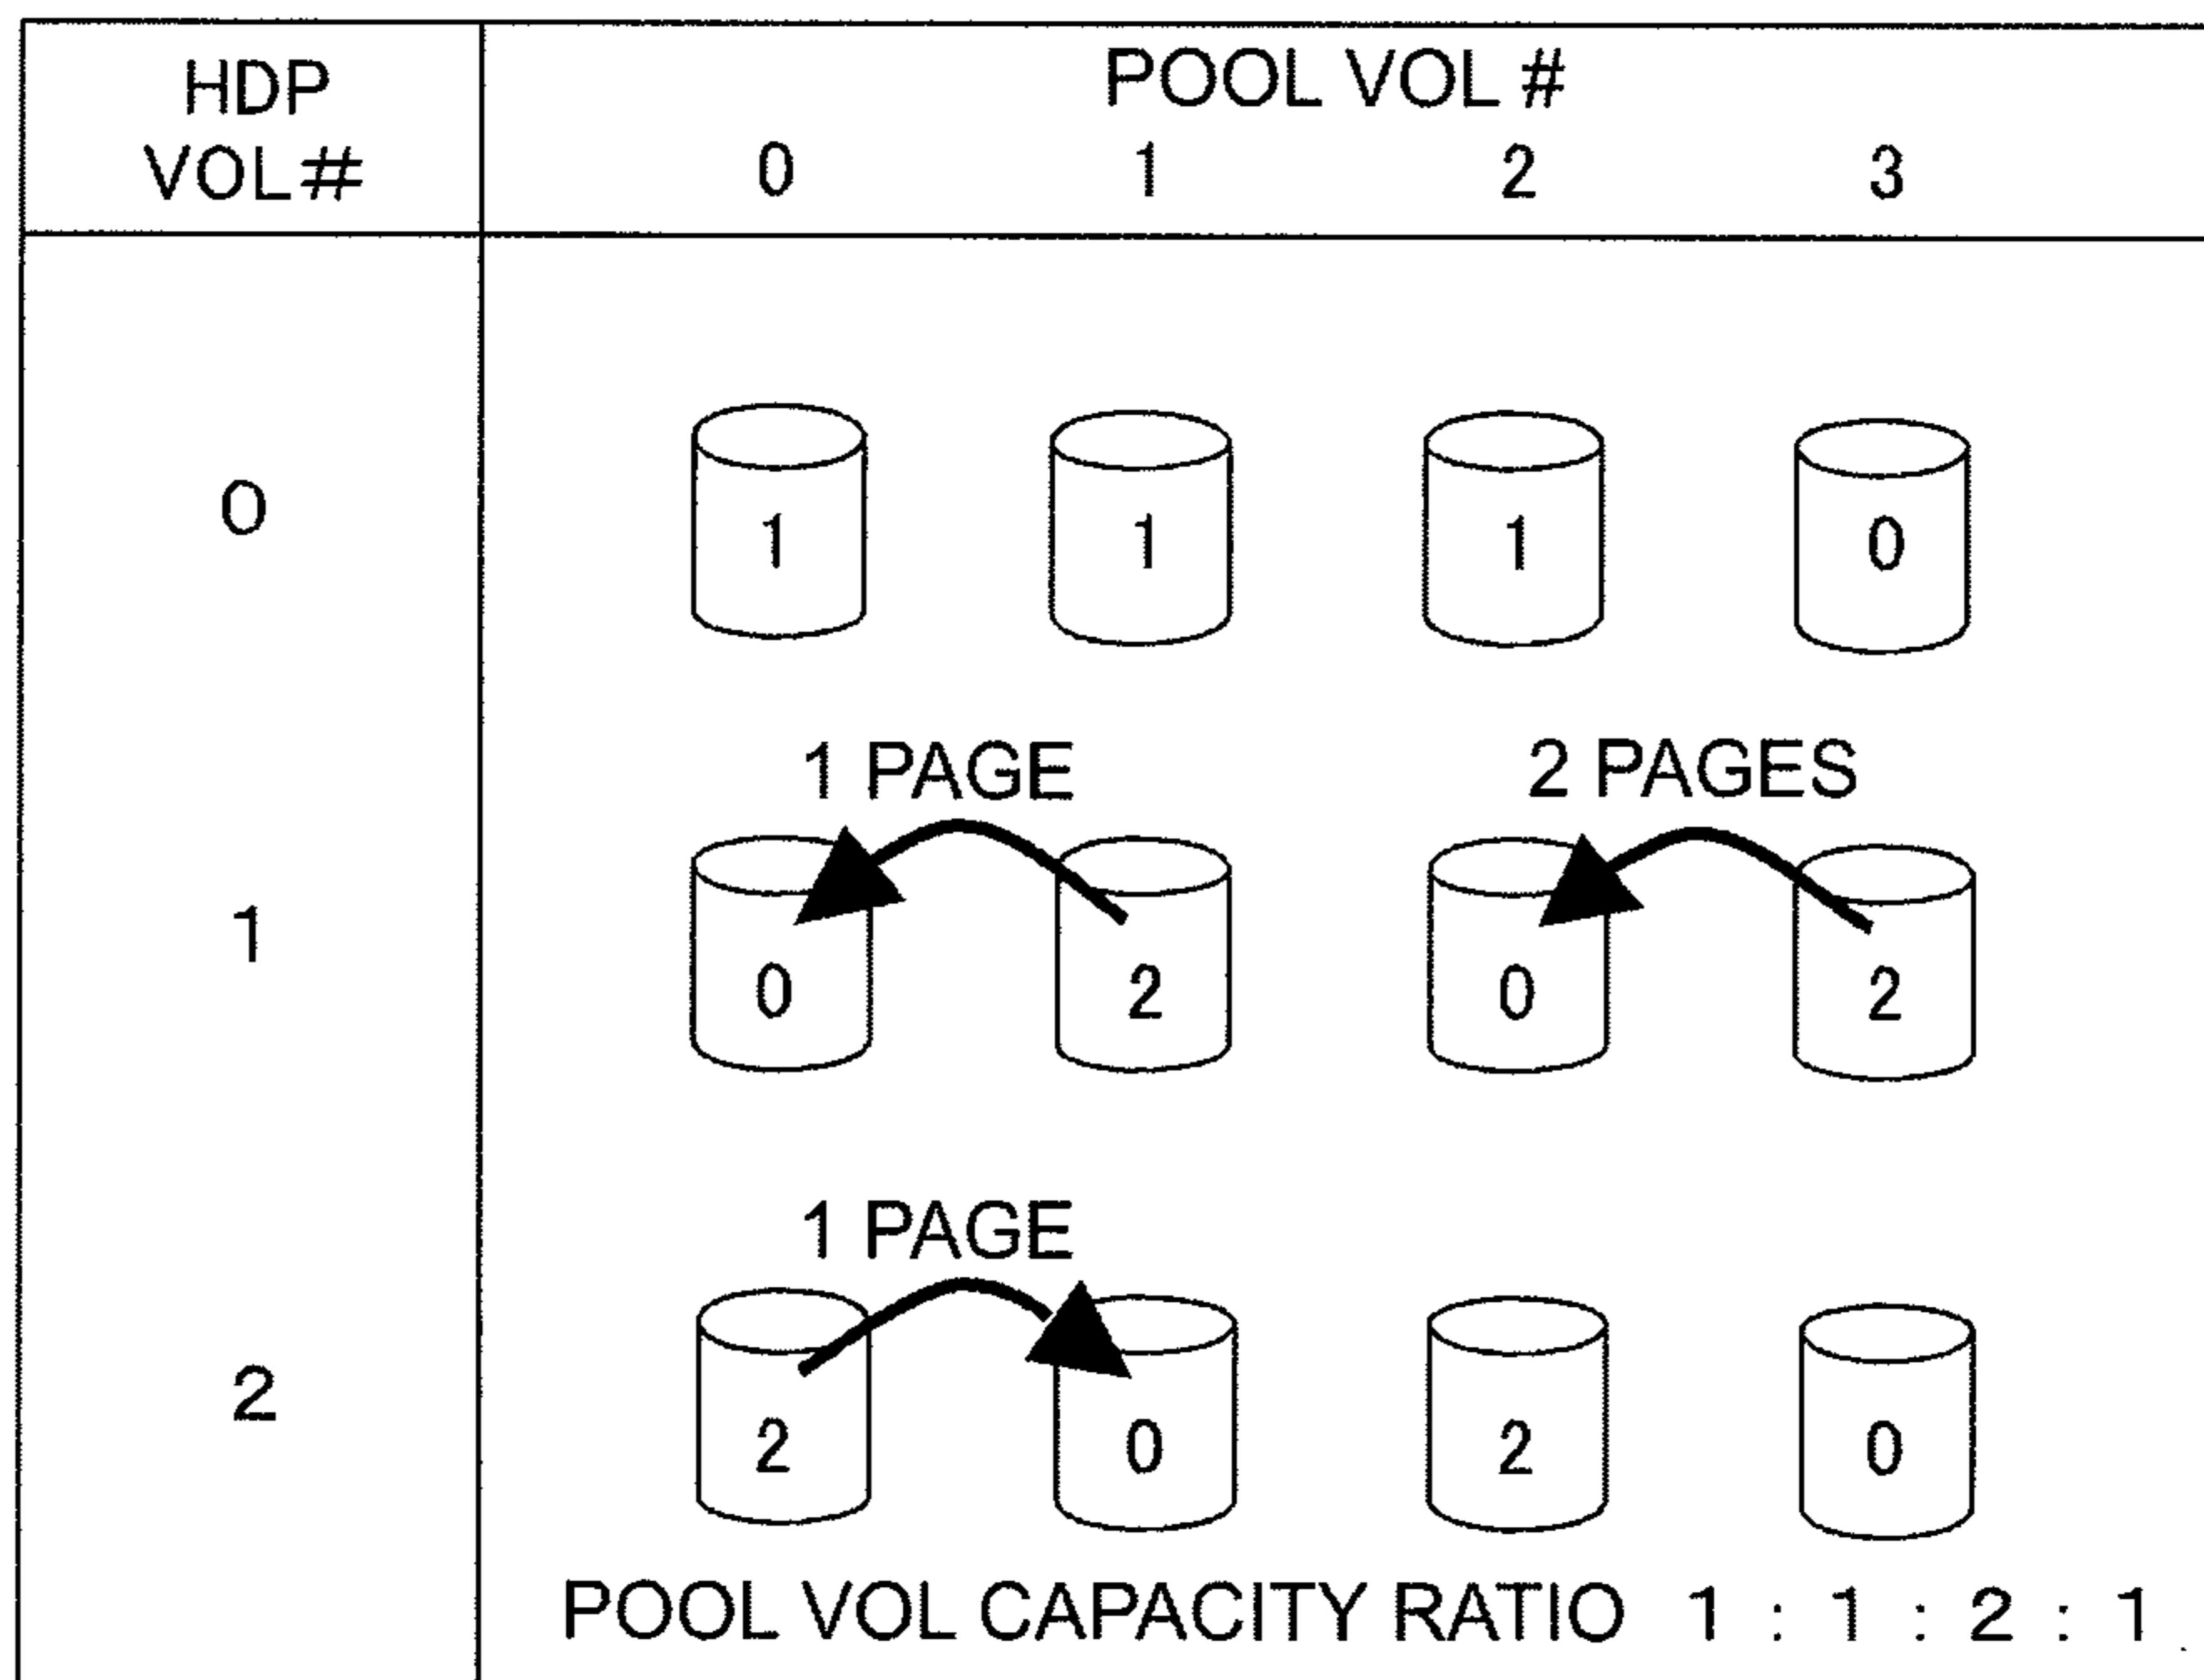 HDP
VOL#
POOL VOL #
0 1 2 3
0
1 1 1 0
1 PAGE 2 PAGES
1
0 2 0 2
1 PAGE
2
2 0 2 0
POOL VOL CAPACITY RATIO 1 : 1 : 2 : 1